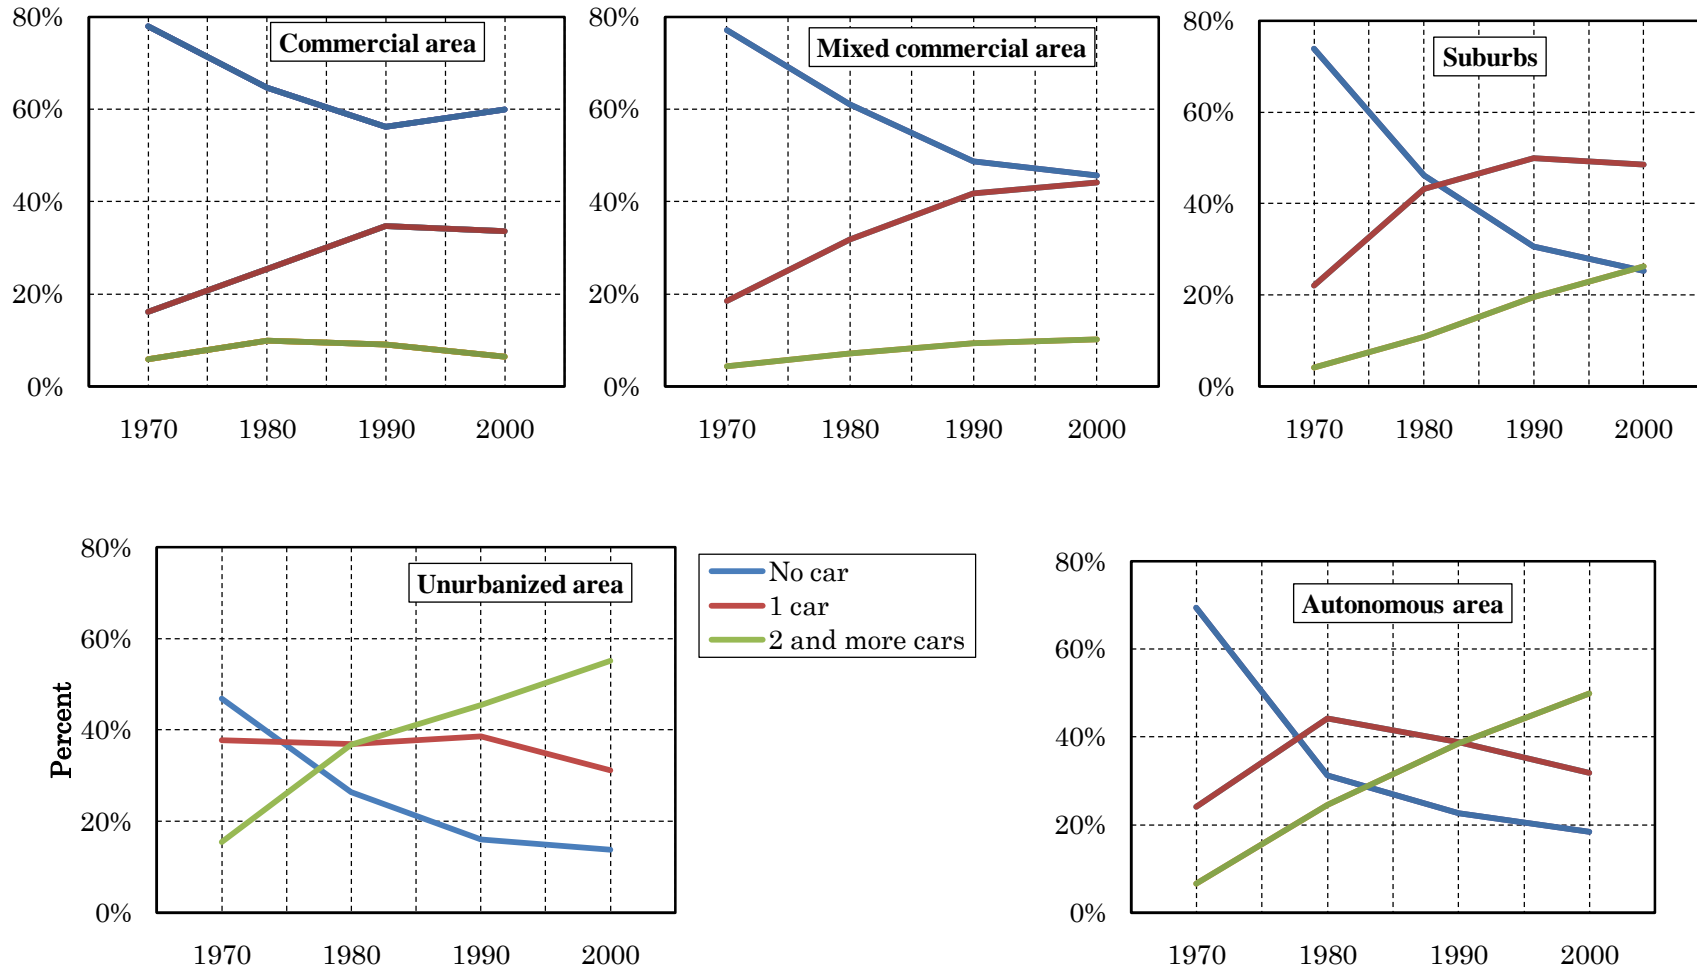 Commercial area
80%
60%
40%
20%
0%
1970 1980 1990 2000
Mixed commercial area
80%
60%
40%
20%
0%
1970 1980 1990 2000
Suburbs
80%
60%
40%
20%
0%
1970 1980 1990 2000
Unurbanized area
Percent
80%
60%
40%
20%
0%
1970 1980 1990 2000
No car
1 car
2 and more cars
Autonomous area
80%
60%
40%
20%
0%
1970 1980 1990 2000